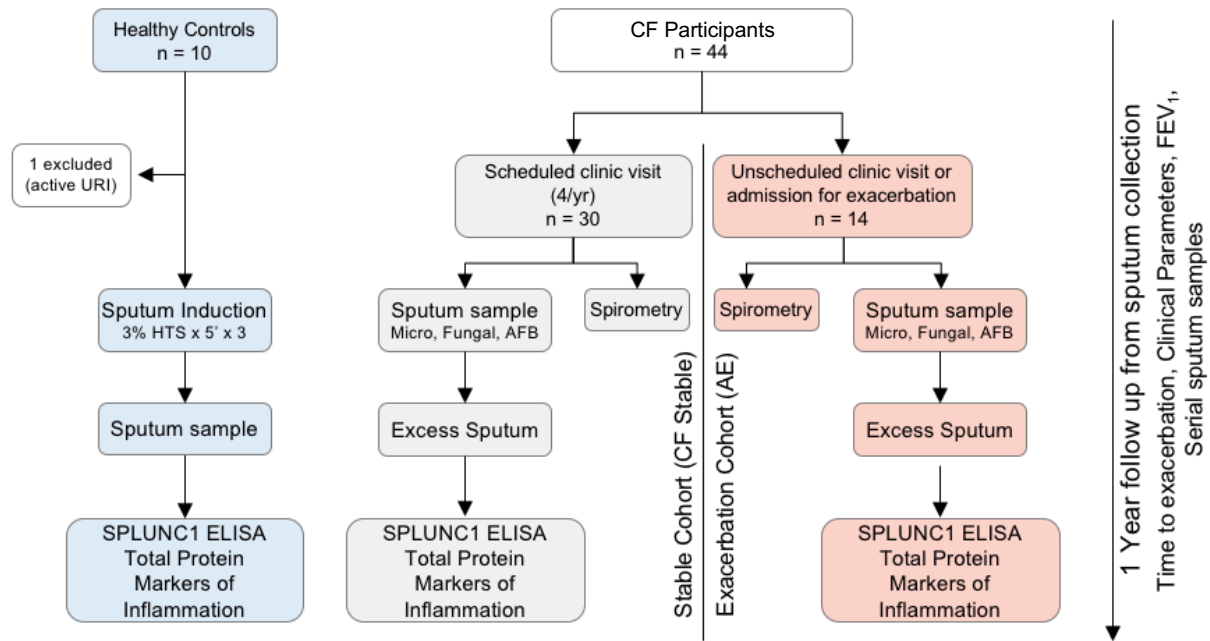 Healthy Controls
n = 10
1 excluded
(active URI)
Sputum Induction
3% HTS x 5' x 3
Sputum sample
SPLUNC1 ELISA
Total Protein
Markers of
Inflammation
CF Participants
n = 44
Scheduled clinic visit
(4/yr)
n = 30
Sputum sample
Micro, Fungal, AFB
Spirometry
Excess Sputum
SPLUNC1 ELISA
Total Protein
Markers of
Inflammation
Stable Cohort (CF Stable)
Exacerbation Cohort (AE)
Unscheduled clinic visit or
admission for exacerbation
n = 14
Spirometry
Sputum sample
Micro, Fungal, AFB
Excess Sputum
SPLUNC1 ELISA
Total Protein
Markers of
Inflammation
1 Year follow up from sputum collection
Time to exacerbation, Clinical Parameters, FEV₁,
Serial sputum samples